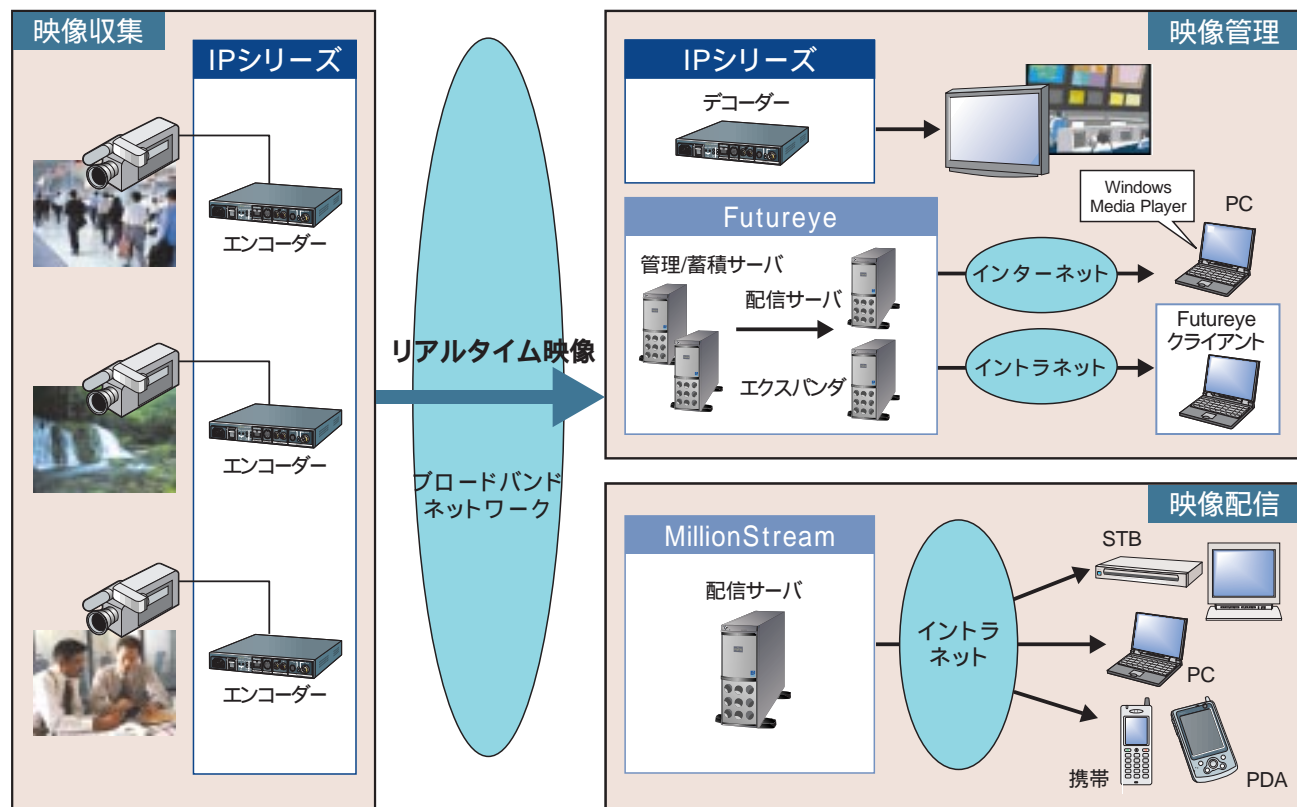 映像収集
IPシリーズ
エンコーダー
エンコーダー
エンコーダー
リアルタイム映像
ブロードバンド
ネットワーク
映像管理
IPシリーズ
デコーダー
Windows
Media Player
PC
Futureye
管理/蓄積サーバ
配信サーバ
エクスパンダ
インターネット
イントラネット
Futureye
クライアント
映像配信
MillionStream
配信サーバ
イントラ
ネット
STB
PC
携帯
PDA